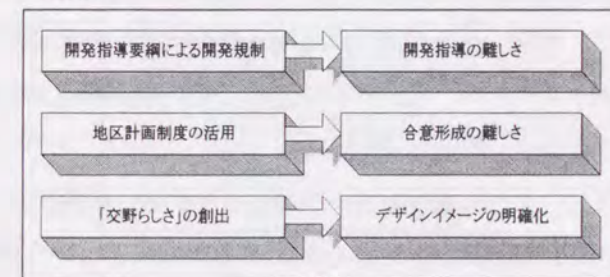 開発指導要綱による開発規制
開発指導の難しさ
地区計画制度の活用
合意形成の難しさ
「交野らしさ」の創出
デザインイメージの明確化